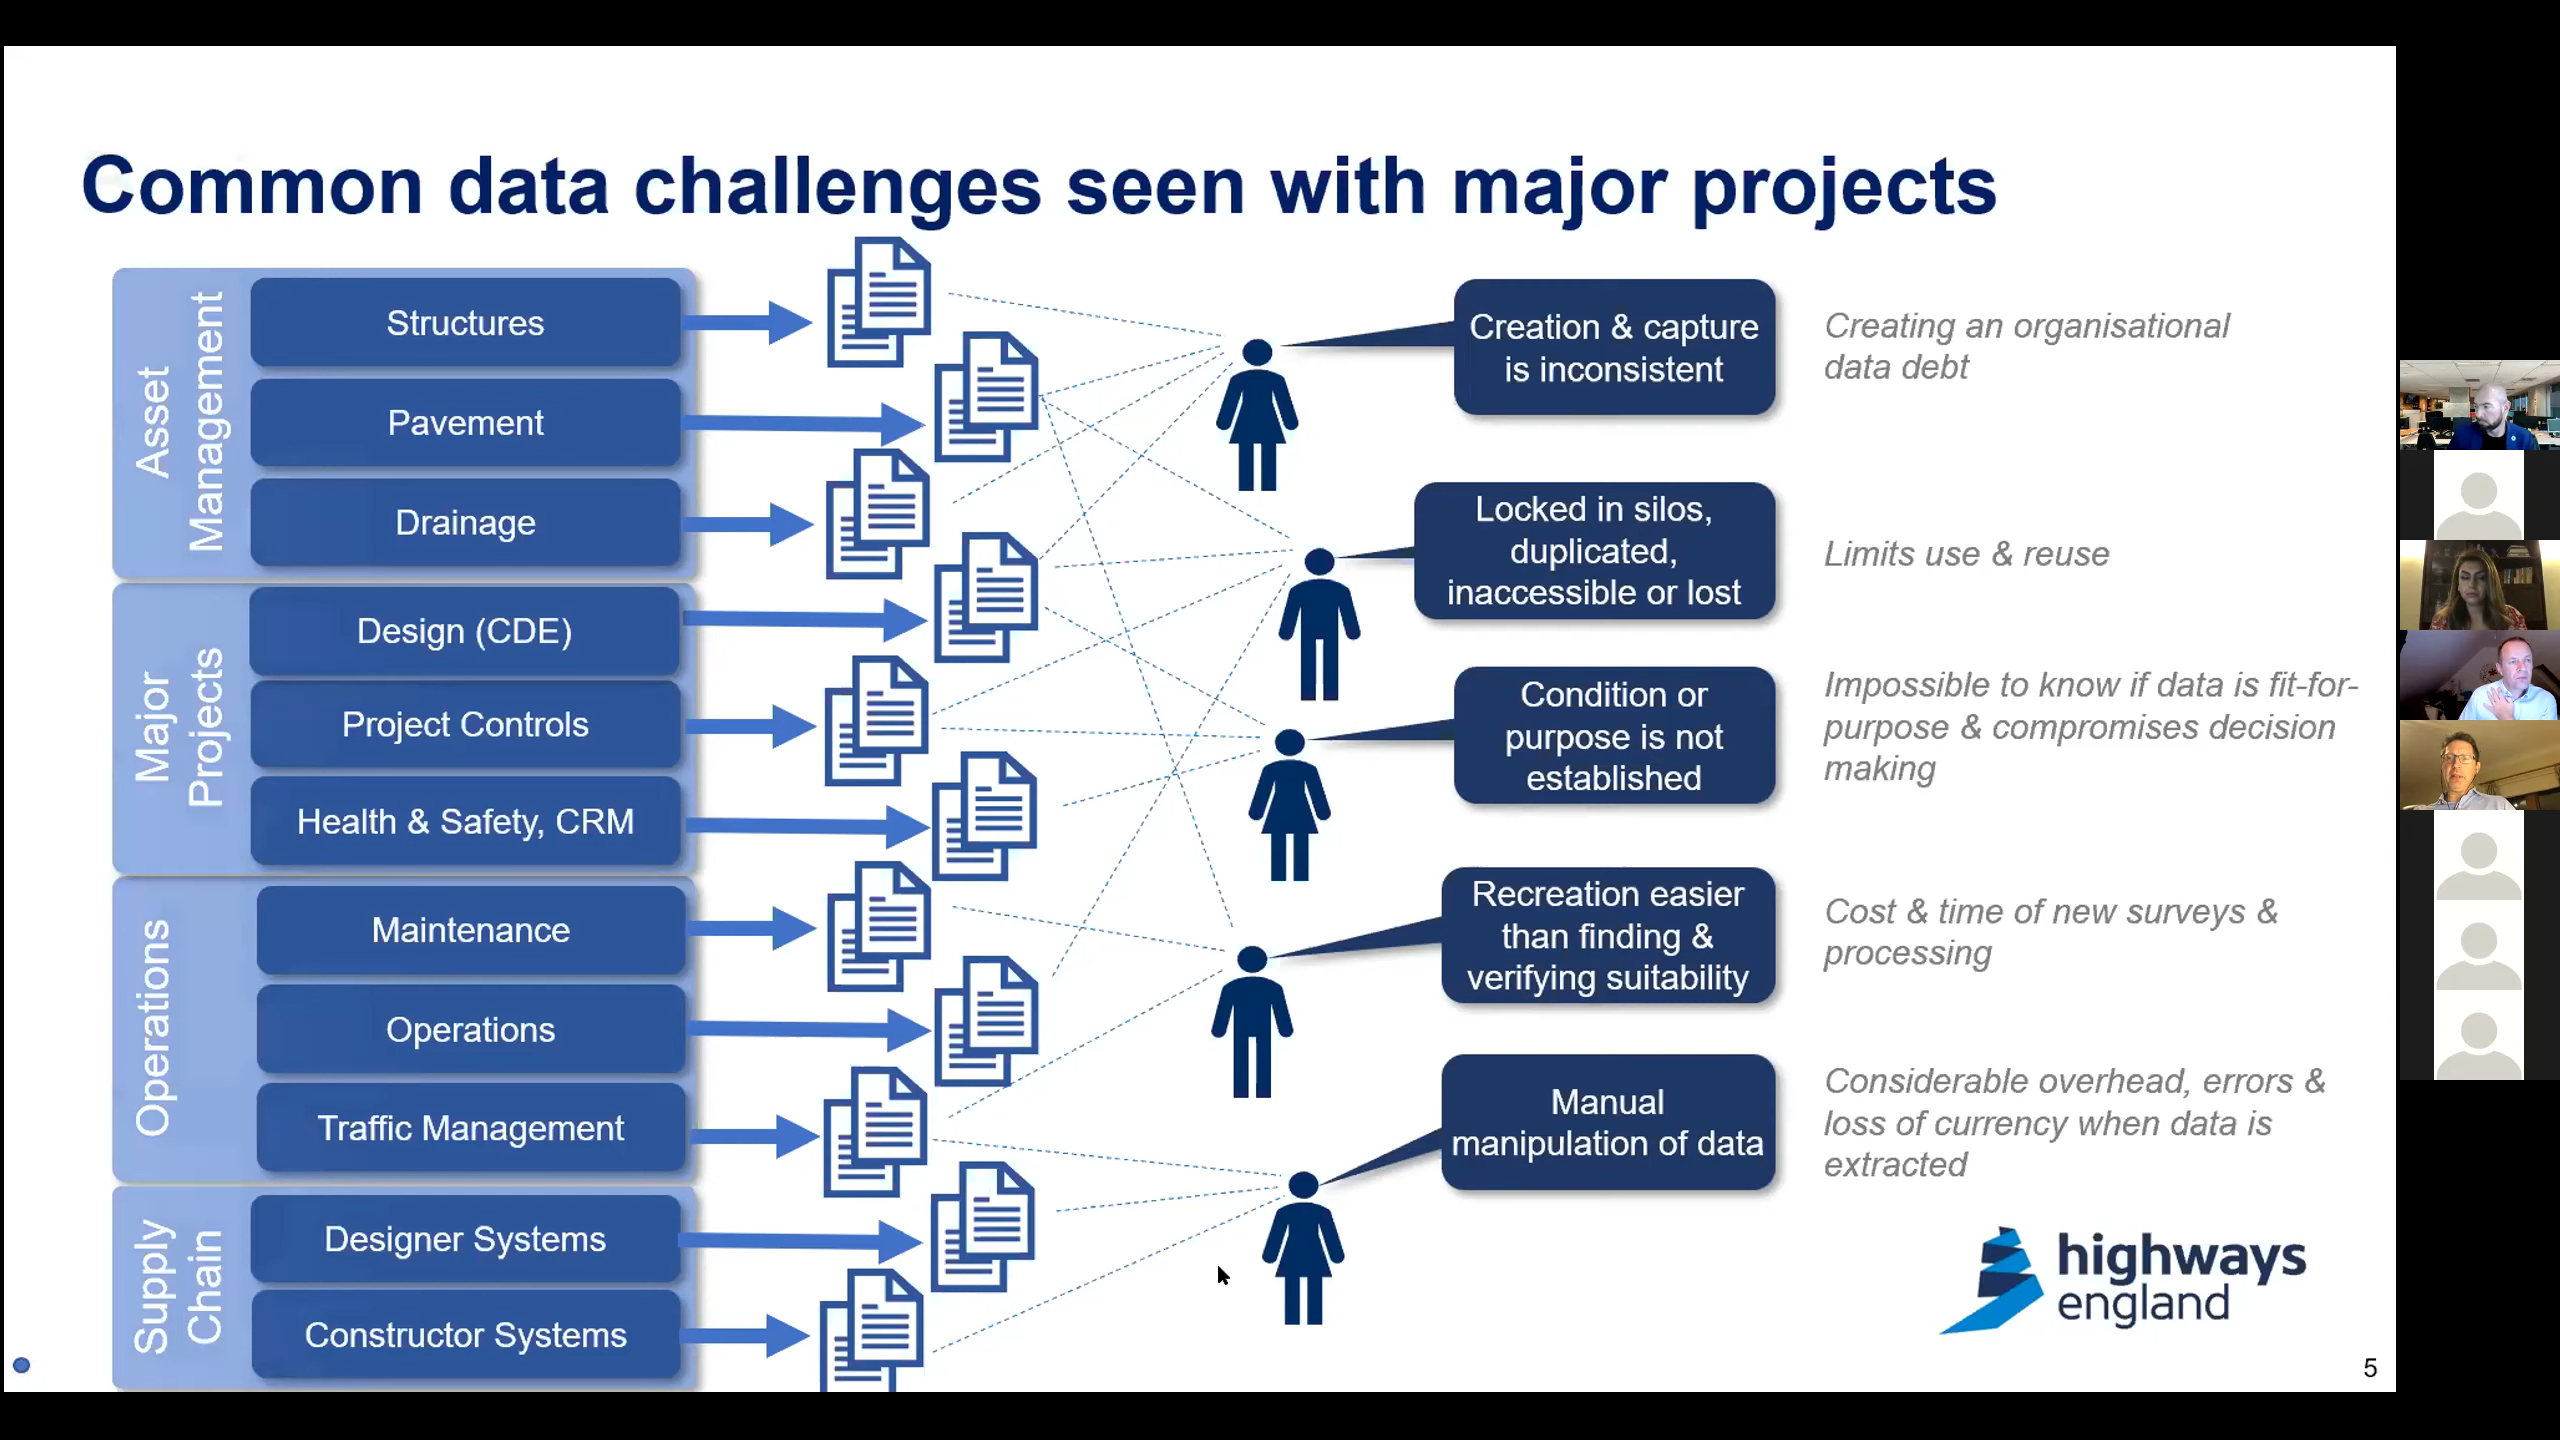 Common data challenges seen with major projects
Asset
Management
Structures
Pavement
Drainage
Major
Projects
Design (CDE)
Project Controls
Health & Safety, CRM
Operations
Maintenance
Operations
Traffic Management
Supply
Chain
Designer Systems
Constructor Systems
Creation & capture
is inconsistent
Creating an organisational
data debt
Locked in silos,
duplicated,
inaccessible or lost
Limits use & reuse
Condition or
purpose is not
established
Impossible to know if data is fit-for-
purpose & compromises decision
making
Recreation easier
than finding &
verifying suitability
Cost & time of new surveys &
processing
Manual
manipulation of data
Considerable overhead, errors &
loss of currency when data is
extracted
highways
england
5